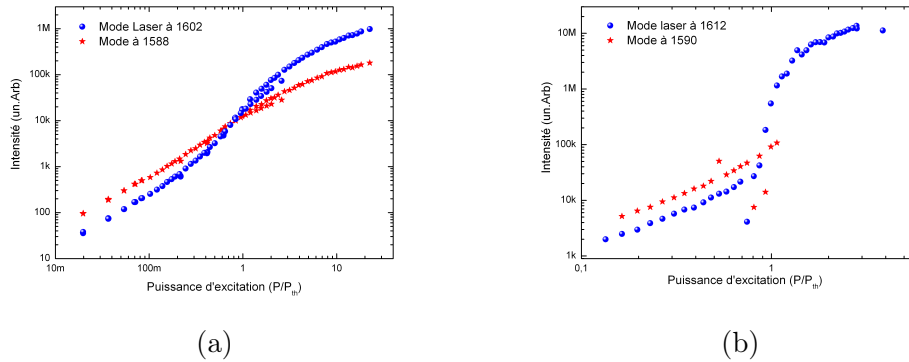 Mode Laser à 1602
Mode à 1588
1M
100k
10k
1k
100
10
10m
100m
1
10
Intensité (un.Arb)
Puissance d'excitation (P/Pth)
(a)
Mode laser à 1612
Mode à 1590
10M
1M
100k
10k
1k
0,1
1
Intensité (un.Arb)
Puissance d'excitation (P/Pth)
(b)